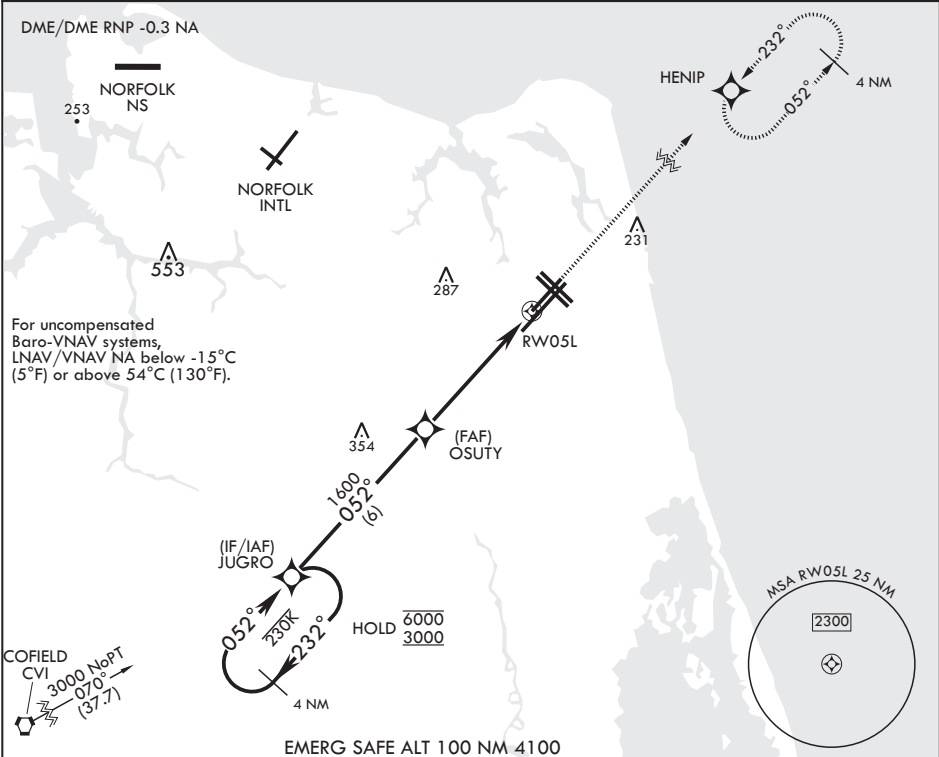 DME/DME RNP -0.3 NA
NORFOLK
NS
253
NORFOLK
INTL
553
HENIP
232°
052°
4 NM
231
287
RW05L
For uncompensated
Baro-VNAV systems,
LNAV/VNAV NA below -15°C
(5°F) or above 54°C (130°F).
354
(FAF)
OSUTY
1600
052°
(6)
(IF/IAF)
JUGRO
052°
230K
232°
HOLD 6000
3000
4 NM
COFIELD
CVI
3000 NoPT
070°
(37.7)
MSA RW05L 25 NM
2300
EMERG SAFE ALT 100 NM 4100